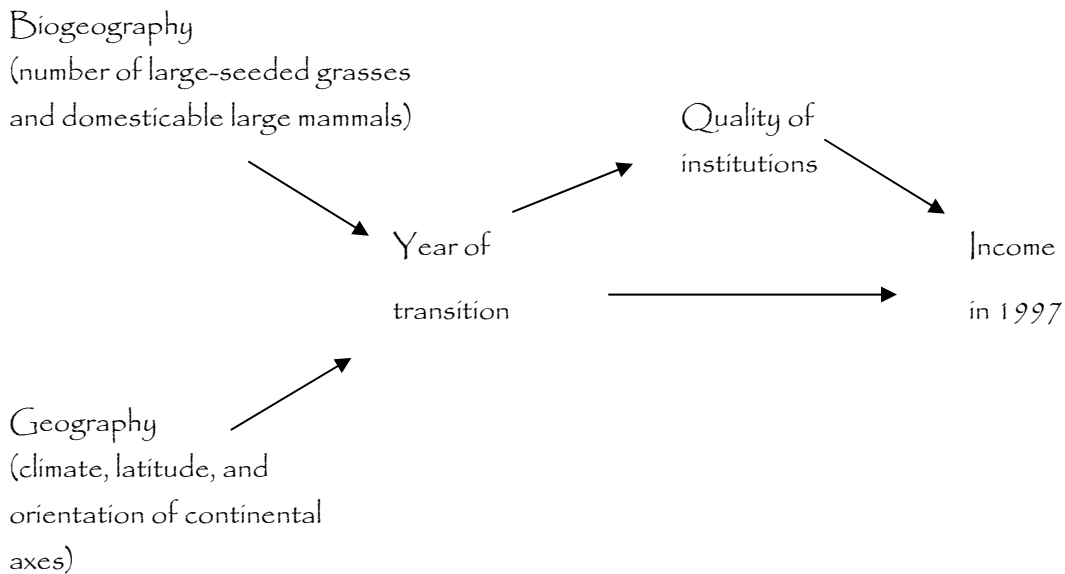 Biogeography
(number of large-seeded grasses
and domesticable large mammals)
Quality of
institutions
Year of
transition
Income
in 1997
Geography
(climate, latitude, and
orientation of continental
axes)